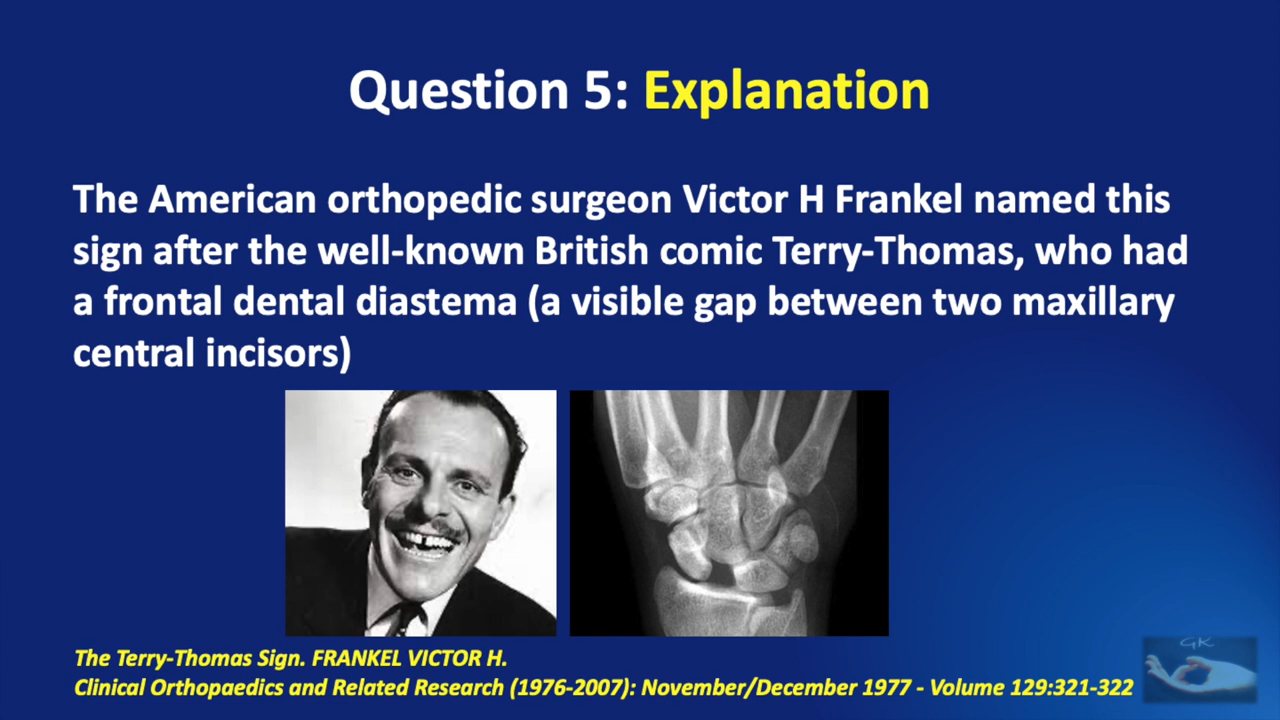 Question 5: Explanation
The American orthopedic surgeon Victor H Frankel named this
sign after the well-known British comic Terry-Thomas, who had
a frontal dental diastema (a visible gap between two maxillary
central incisors)
The Terry-Thomas Sign. FRANKEL VICTOR H.
Clinical Orthopaedics and Related Research (1976-2007): November/December 1977 - Volume 129:321-322
GK